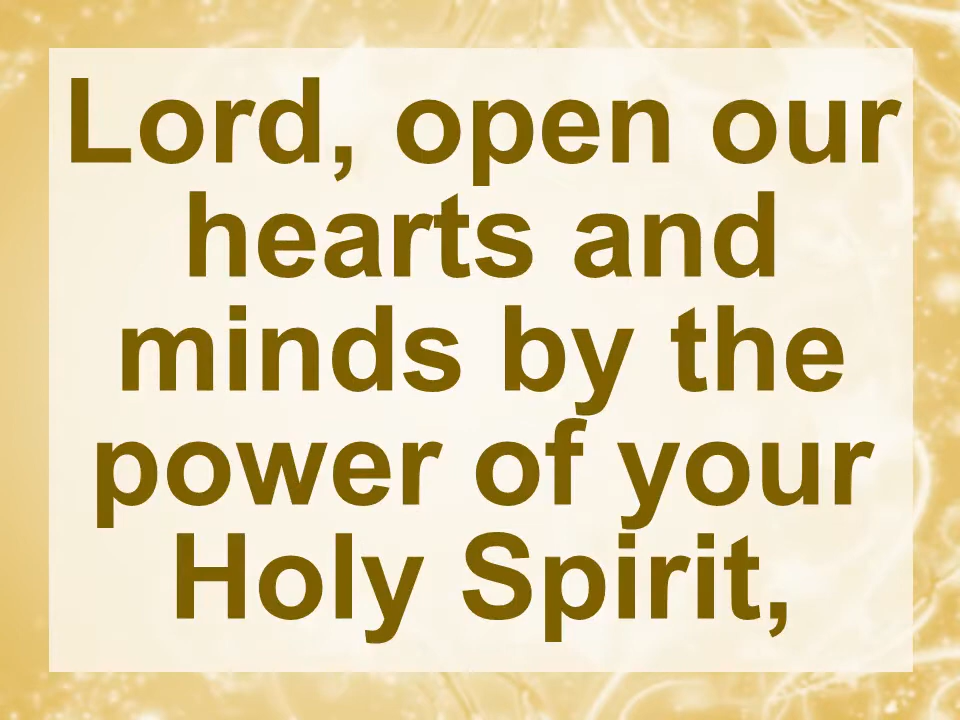 Lord, open our
hearts and
minds by the
power of your
Holy Spirit,